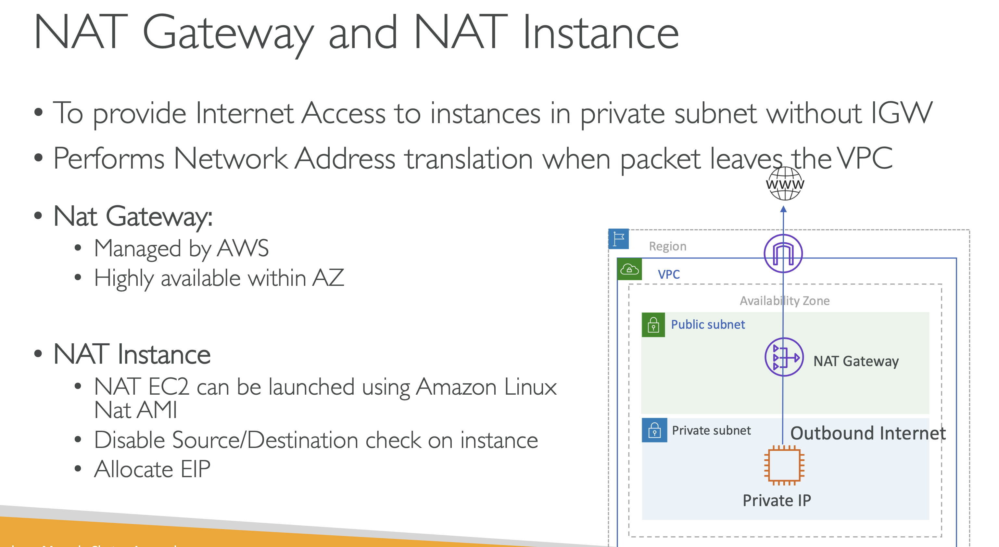 NAT Gateway and NAT Instance
• To provide Internet Access to instances in private subnet without IGW
• Performs Network Address translation when packet leaves the VPC
• Nat Gateway:
• Managed by AWS
• Highly available within AZ
• NAT Instance
• NAT EC2 can be launched using Amazon Linux
Nat AMI
• Disable Source/Destination check on instance
• Allocate EIP
WWW
Region
VPC
Availability Zone
Public subnet
NAT Gateway
Private subnet
Outbound Internet
Private IP